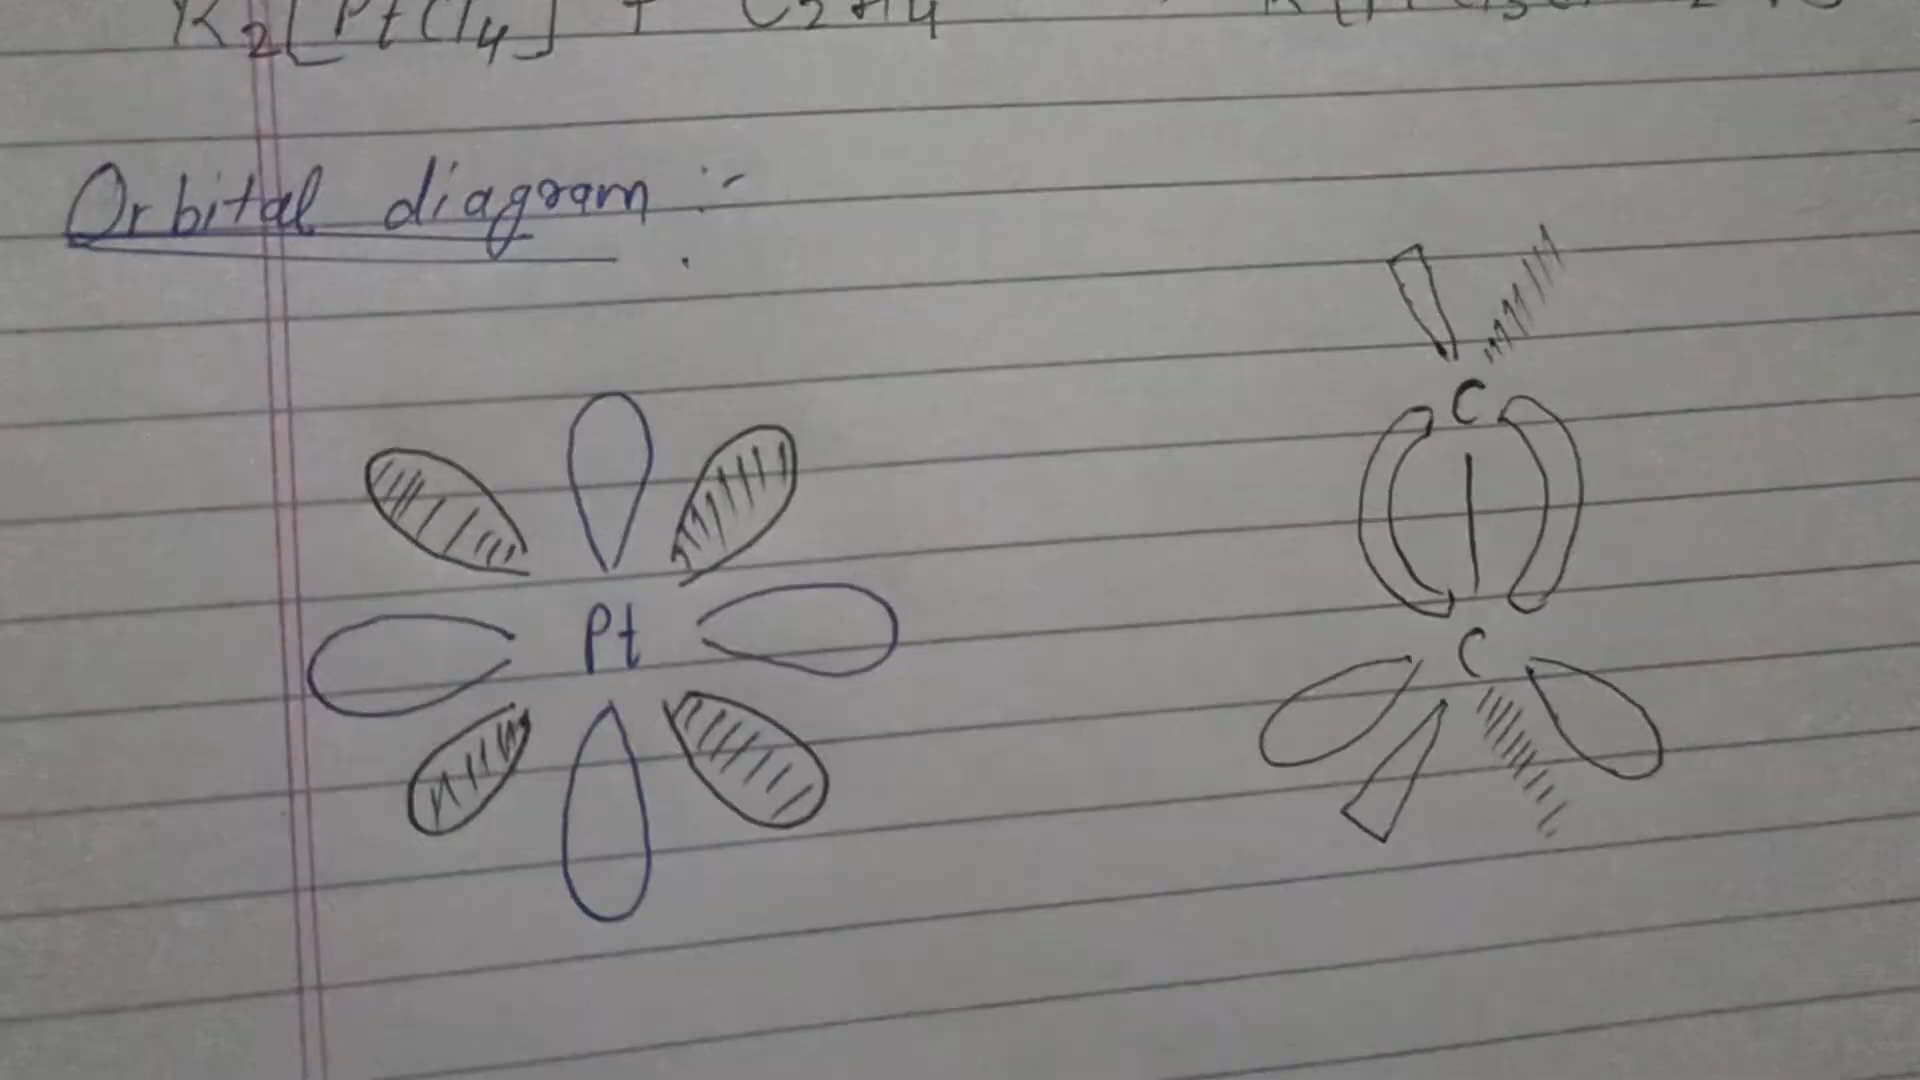 K₂[PtCl₄] + C₂H₄
Orbital diagram :-
C
Pt
C